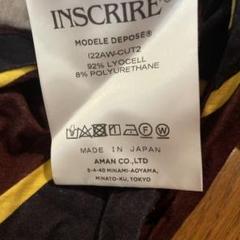 INSCRIRE®
MODELE DEPOSE®
I22AW-CUT2
92% LYOCELL
8% POLYURETHANE
MADE IN JAPAN
AMAN CO.,LTD
5-4-40 MINAMI-AOYAMA,
MINATO-KU, TOKYO